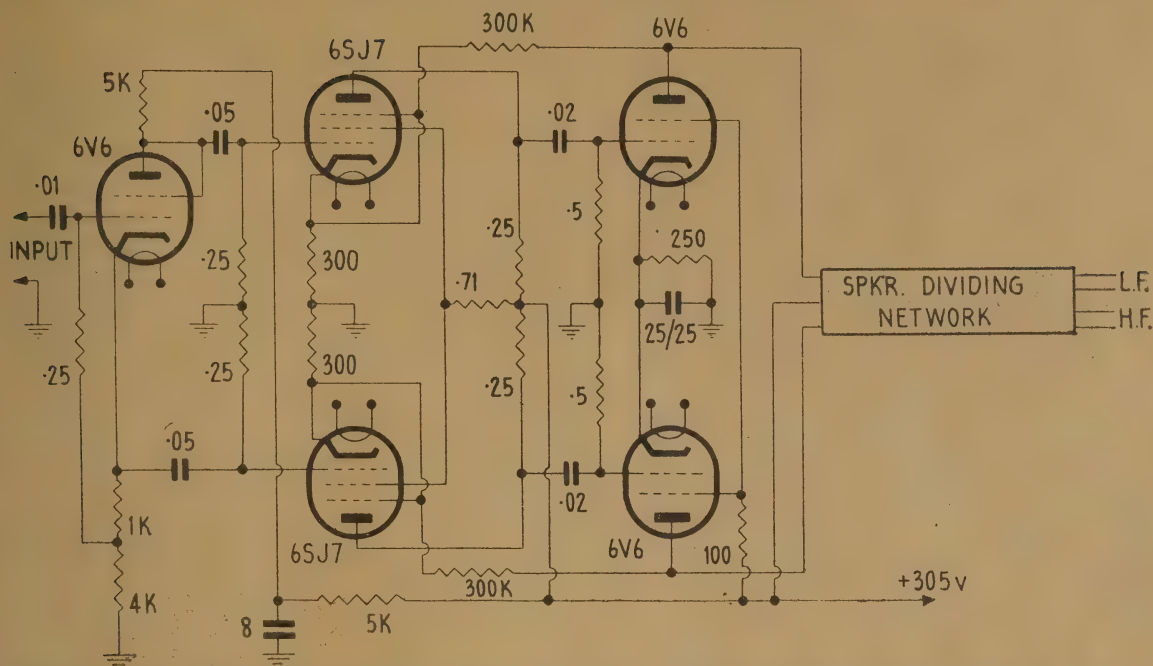 300K
6V6
6SJ7
5K
.05
.02
6V6
.01
INPUT
.5
.25
.25
300
250
.71
SPKR. DIVIDING
NETWORK
L.F.
H.F.
25/25
.25
.25
300
.25
.5
.05
.02
1K
6SJ7
6V6
100
300K
+305v
4K
8
5K